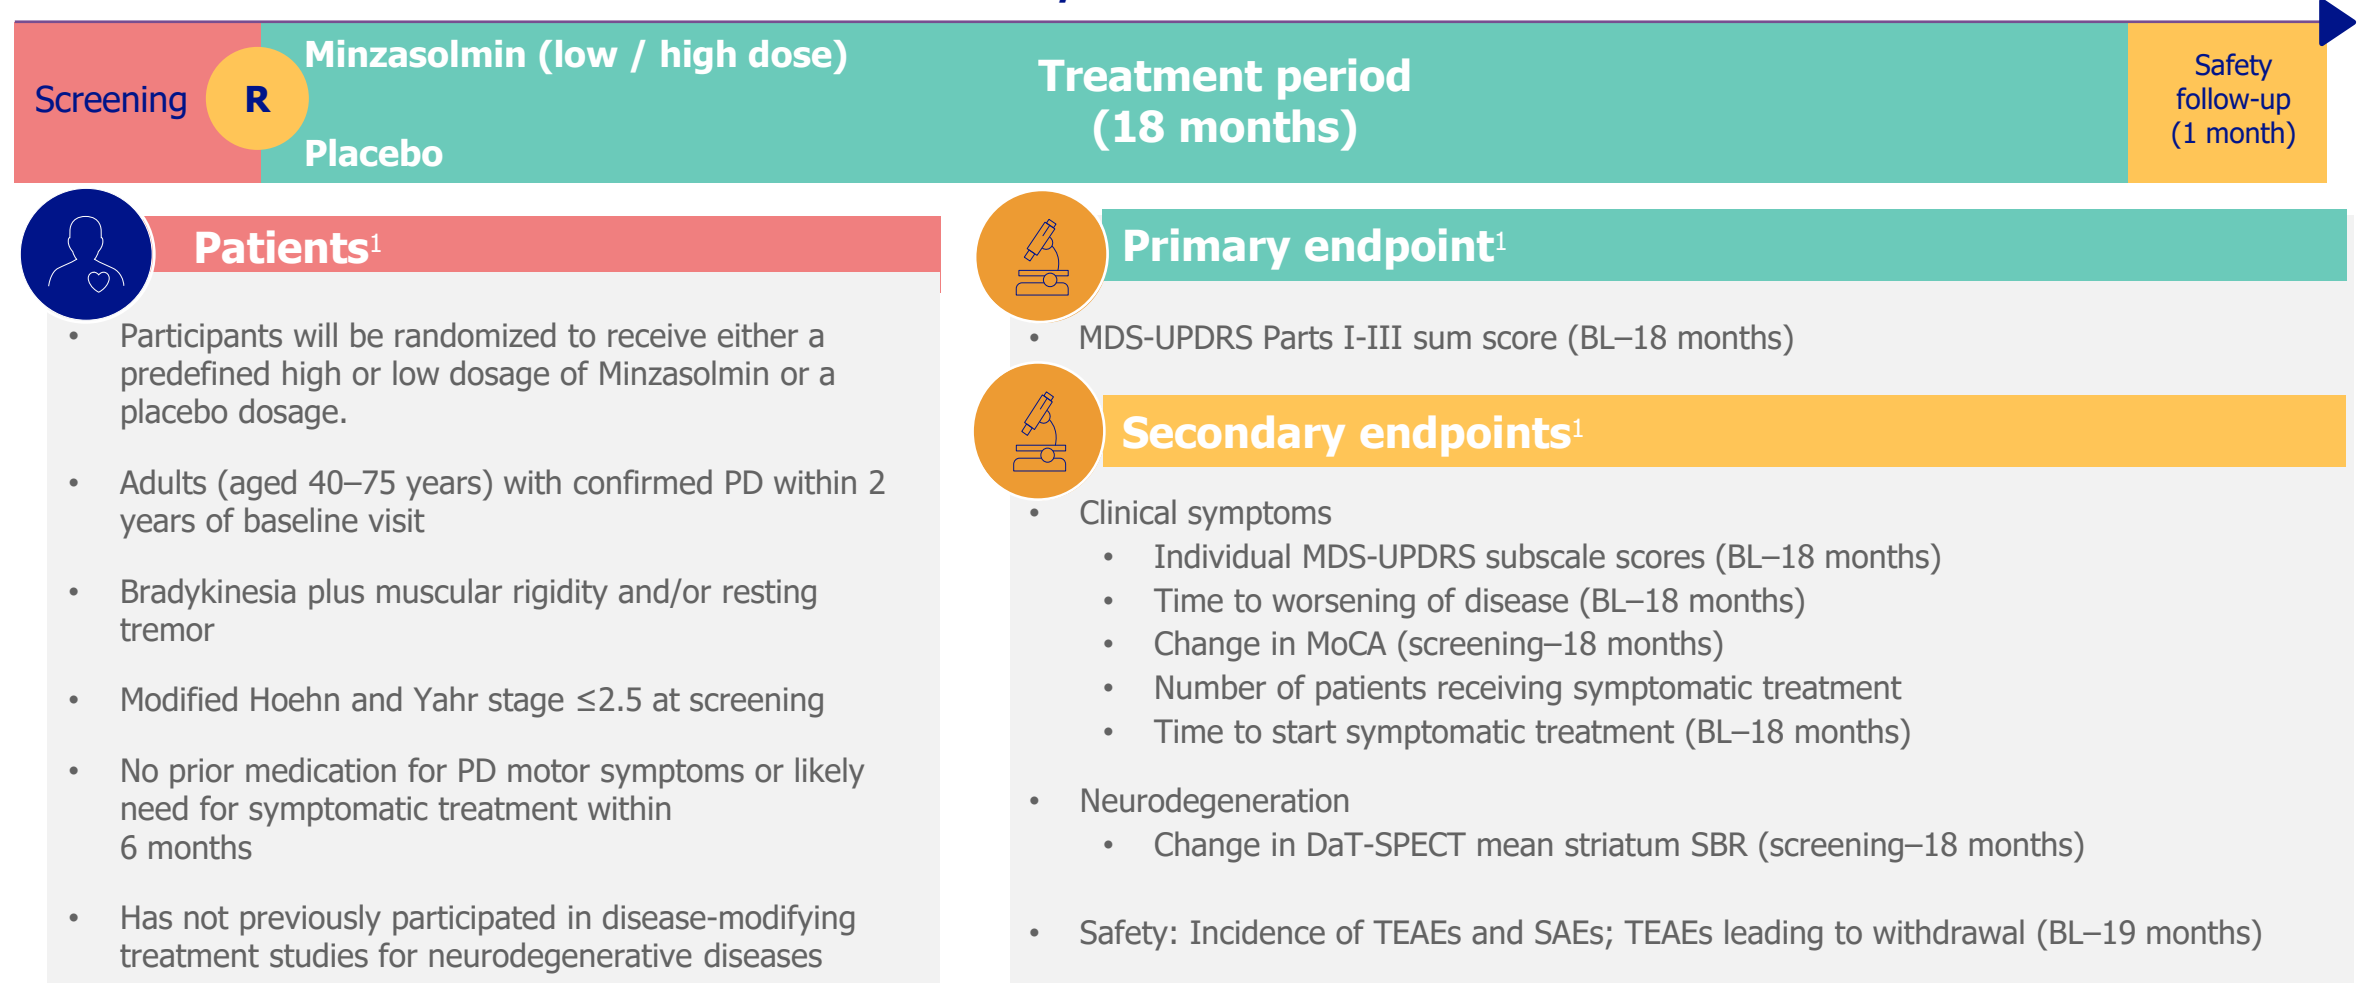 Screening
R
Minzasolmin (low / high dose)
Placebo
Treatment period
(18 months)
Safety
follow-up
(1 month)
Patients1
• Participants will be randomized to receive either a
predefined high or low dosage of Minzasolmin or a
placebo dosage.
• Adults (aged 40–75 years) with confirmed PD within 2
years of baseline visit
• Bradykinesia plus muscular rigidity and/or resting
tremor
• Modified Hoehn and Yahr stage ≤2.5 at screening
• No prior medication for PD motor symptoms or likely
need for symptomatic treatment within
6 months
• Has not previously participated in disease-modifying
treatment studies for neurodegenerative diseases
Primary endpoint1
• MDS-UPDRS Parts I-III sum score (BL–18 months)
Secondary endpoints1
• Clinical symptoms
• Individual MDS-UPDRS subscale scores (BL–18 months)
• Time to worsening of disease (BL–18 months)
• Change in MoCA (screening–18 months)
• Number of patients receiving symptomatic treatment
• Time to start symptomatic treatment (BL–18 months)
• Neurodegeneration
• Change in DaT-SPECT mean striatum SBR (screening–18 months)
• Safety: Incidence of TEAEs and SAEs; TEAEs leading to withdrawal (BL–19 months)